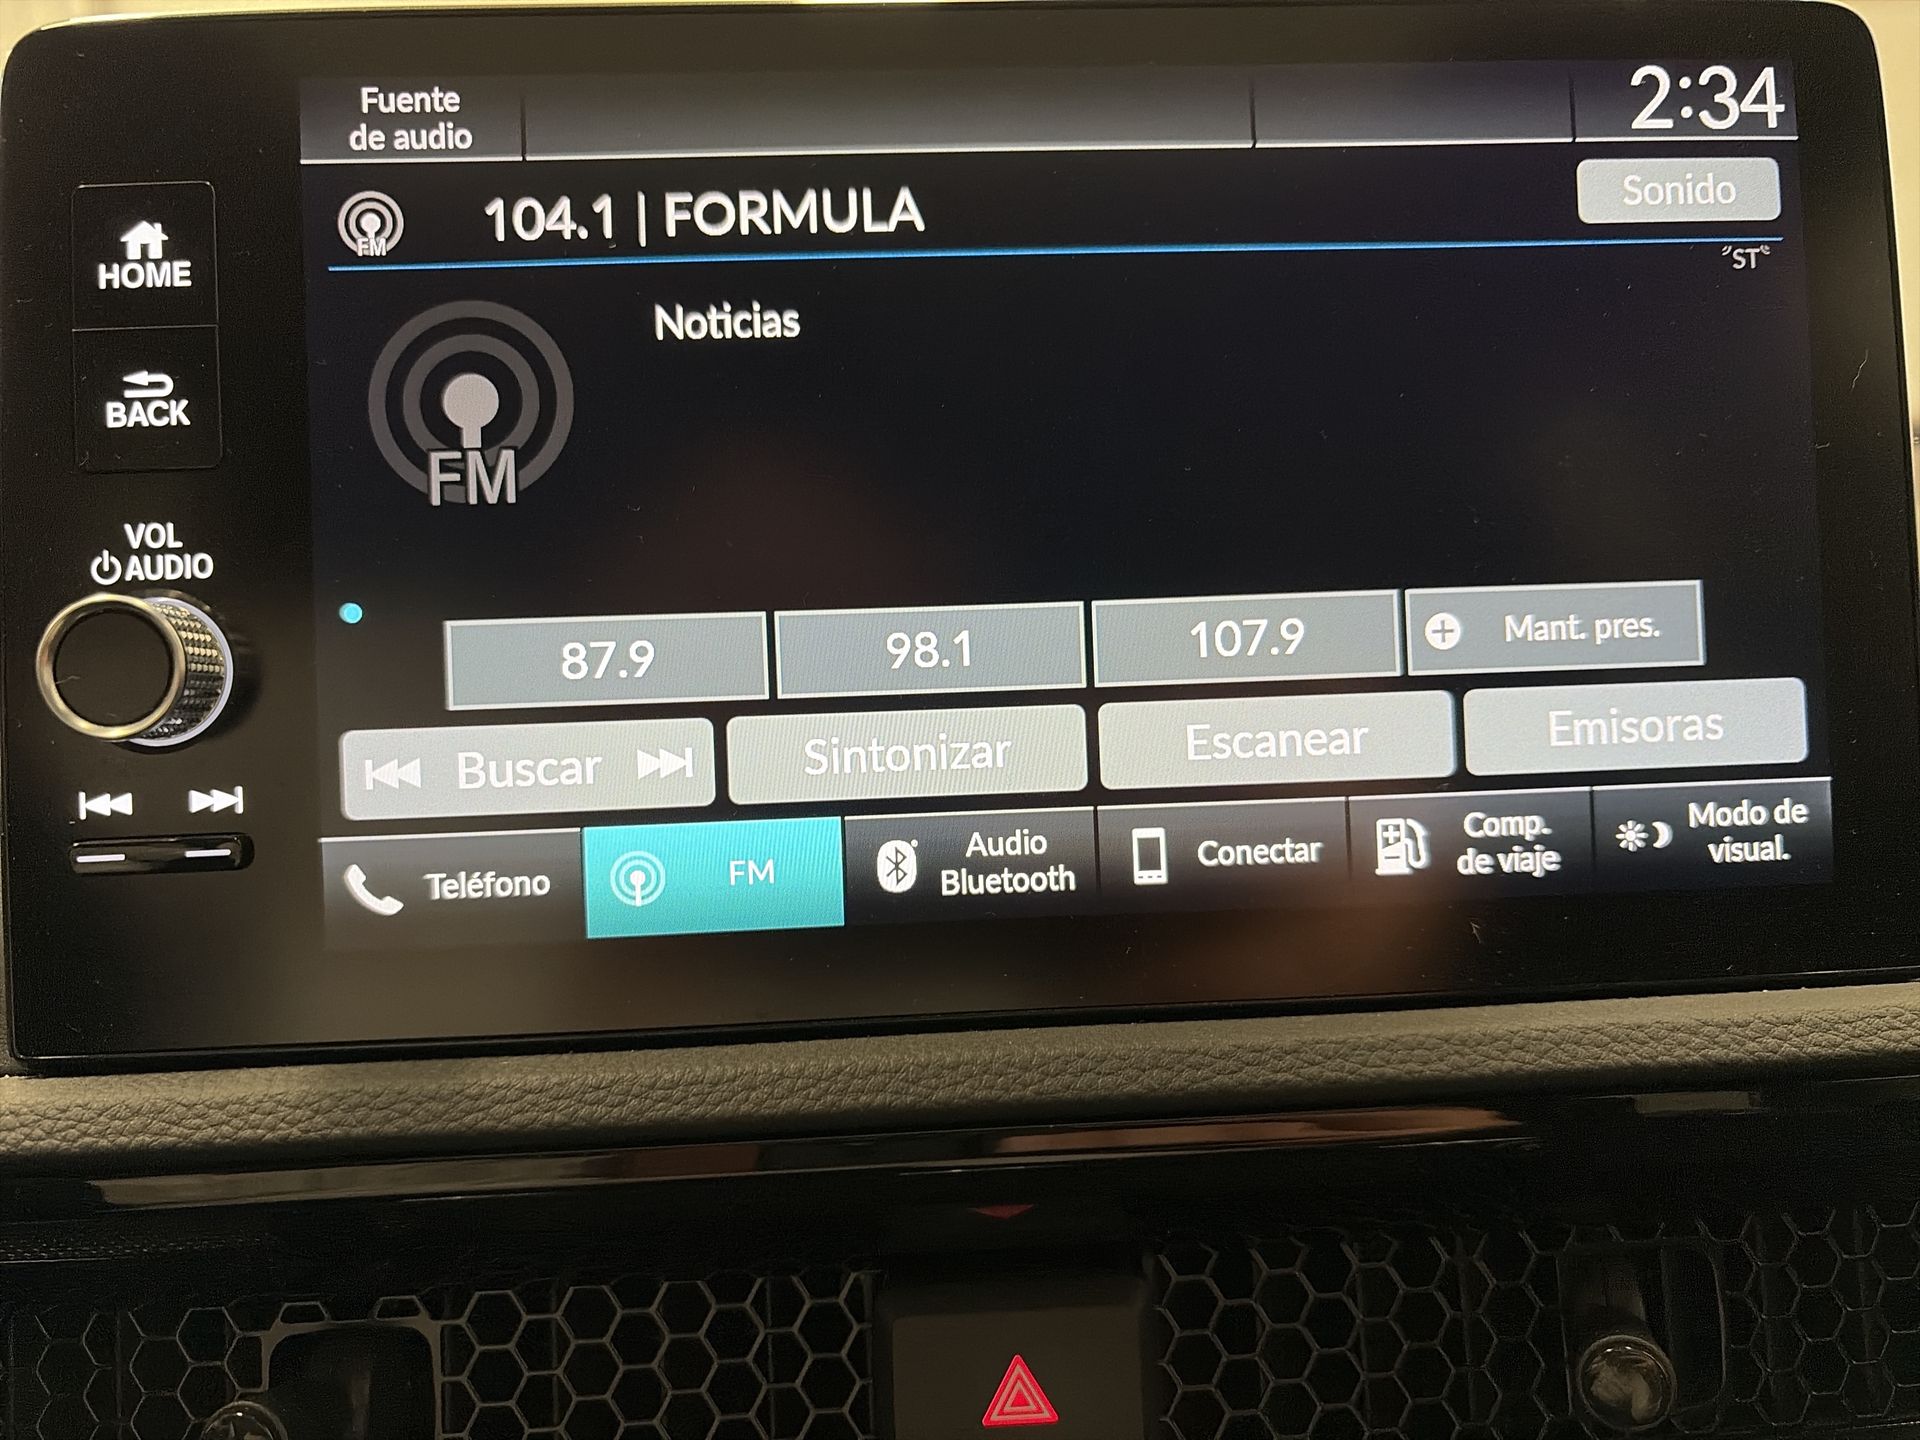 Fuente
de audio
2:34
FM
104.1 | FORMULA
Sonido
"ST"
HOME
Noticias
BACK
FM
VOL
AUDIO
87.9
98.1
107.9
Mant. pres.
Buscar
Sintonizar
Escanear
Emisoras
Teléfono
FM
Audio
Bluetooth
Conectar
Comp.
de viaje
Modo de
visual.